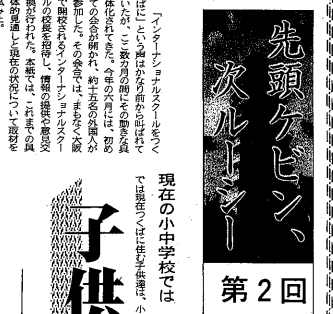 先頭ケビン、
次ルーシー
第2回
「インターナショナルスクールをつく
ばに」という声はかなり前から叫ばれて
いたが、ここ数カ月の間にその動きな具
体化されてきた。今年の六月には、初め
ての会合が開かれ、約十五名の外国人が
参加した。その会合では、まもなく大阪
で開校されるインターナショナルスクー
ルの校長を招待し、情報の提供や意見交
換が行われた。本紙では、これまでの具
体的見通しと現在の状況について取材を
現在の小中学校では
では現在つくばに住む子供達は、小
子供